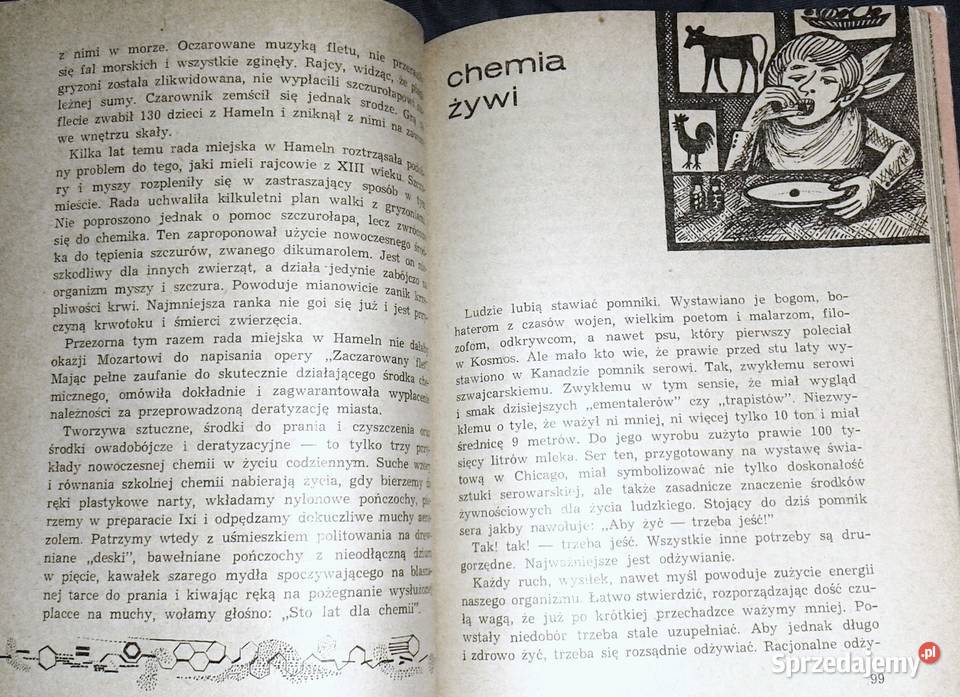 z nimi w morze. Oczarowane muzyką fletu, nie
się fal morskich i wszystkie zginęły. Rajcy, widząc, że
gryzoni została zlikwidowana, nie wypłacili szczurołapowi
leżnej sumy. Czarownik zemścił się jednak srodze.
flecie zwabił 130 dzieci z Hameln i zniknął z nimi na
we wnętrzu skały.
Kilka lat temu rada miejska w Hameln roztrząsała
ny problem do tego, jaki mieli rajcowie z XIII wieku.
ry i myszy rozpleniły się w zastraszający sposób w
mieście. Rada uchwaliła kilkuletni plan walki z gryzoniami.
Nie poproszono jednak o pomoc szczurołapa, lecz
się do chemika. Ten zaproponował użycie nowoczesnego
ka do tępienia szczurów, zwanego dikumarolem. Jest on
szkodliwy dla innych zwierząt, a działa jedynie zabójczo na
organizm myszy i szczura. Powoduje mianowicie zanik
pliwości krwi. Najmniejsza ranka nie goi się już i jest
czyną krwotoku i śmierci zwierzęcia.
Przezorna tym razem rada miejska w Hameln nie dałaby
okazji Mozartowi do napisania opery „Zaczarowany flet".
Mając pełne zaufanie do skutecznie działającego środka che-
micznego, omówiła dokładnie i zagwarantowała wypłacenie
należności za przeprowadzoną deratyzację miasta.
Tworzywa sztuczne, środki do prania i czyszczenia oraz
środki owadobójcze i deratyzacyjne — to tylko trzy
kłady nowoczesnej chemii w życiu codziennym. Suche wzory
i równania szkolnej chemii nabierają życia, gdy bierzemy do
ręki plastykowe narty, wkładamy nylonowe pończochy,
rzemy w preparacie Ixi i odpędzamy dokuczliwe muchy
zolem. Patrzymy wtedy z uśmieszkiem politowania na
niane „deski", bawełniane pończochy z nieodłączną dziurą
w pięcie, kawałek szarego mydła spoczywającego na
nej tarce do prania i kiwając ręką na pożegnanie wysłużonej
placce na muchy, wołamy głośno: „Sto lat dla chemii".
chemia
żywi
Ludzie lubią stawiać pomniki. Wystawiano je bogom, bo-
haterom z czasów wojen, wielkim poetom i malarzom, filo-
zofom, odkrywcom, a nawet psu, który pierwszy poleciał
w Kosmos. Ale mało kto wie, że prawie przed stu laty wy-
stawiono w Kanadzie pomnik serowi. Tak, zwykłemu serowi
szwajcarskiemu. Zwykłemu w tym sensie, że miał wygląd
i smak dzisiejszych „ementalerów" czy „trapistów". Niezwy-
kłemu o tyle, że ważył ni mniej, ni więcej tylko 10 ton i miał
średnicę 9 metrów. Do jego wyrobu zużyto prawie 100 ty-
sięcy litrów mleka. Ser ten, przygotowany na wystawę świa-
tową w Chicago, miał symbolizować nie tylko doskonałość
sztuki serowarskiej, ale także zasadnicze znaczenie środków
żywnościowych dla życia ludzkiego. Stojący do dziś pomnik
sera jakby nawołuje: „Aby żyć — trzeba jeść!"
Tak! tak! — trzeba jeść. Wszystkie inne potrzeby są dru-
gorzędne. Najważniejsze jest odżywianie.
Każdy ruch, wysiłek, nawet myśl powoduje zużycie energii
naszego organizmu. Łatwo stwierdzić, rozporządzając dość czu-
łą wagą, że już po krótkiej przechadzce ważymy mniej. Po-
wstały niedobór trzeba stale uzupełniać. Aby jednak długo
i zdrowo żyć, trzeba się rozsądnie odżywiać. Racjonalne odży-
99
Sprzedajemy.pl